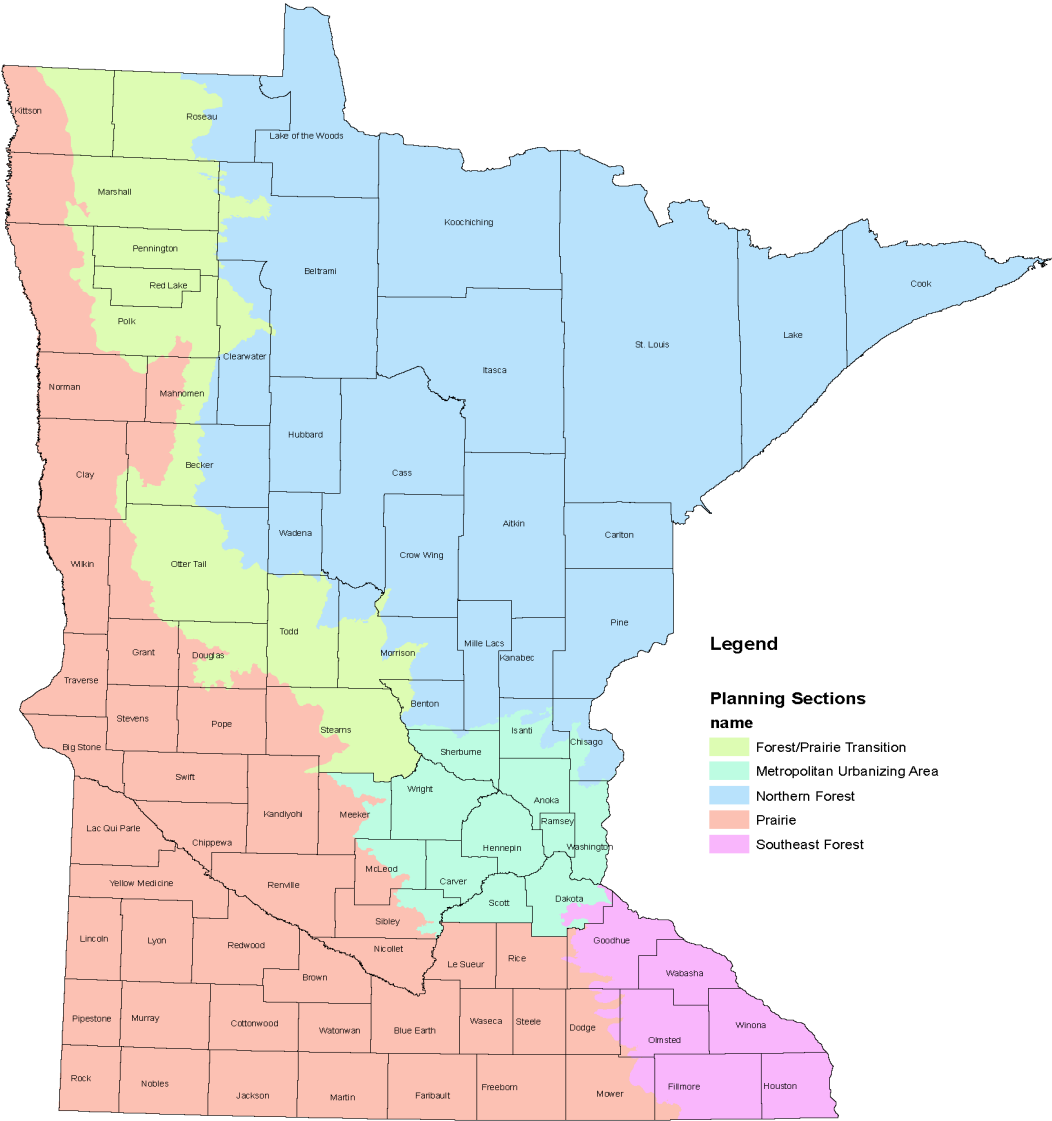 Kittson
Roseau
Lake of the Woods
Marshall
Koochiching
Pennington
Beltrami
Red Lake
Cook
Polk
Lake
St. Louis
Clearwater
Itasca
Norman
Mahnomen
Hubbard
Becker
Cass
Clay
Aitkin
Wadena
Carlton
Crow Wing
Wilkin
Otter Tail
Pine
Todd
Mille Lacs
Legend
Grant
Douglas
Morrison
Kanabec
Traverse
Planning Sections
Benton
Stevens
Pope
name
Stearns
Isanti
Chisago
Big Stone
Forest/Prairie Transition
Sherburne
Metropolitan Urbanizing Area
Swift
Wright
Northern Forest
Anoka
Kandiyohi
Meeker
Prairie
Ramsey
Lac Qui Parle
Chippewa
Hennepin
Washington
Southeast Forest
McLeod
Yellow Medicine
Renville
Carver
Scott
Dakota
Sibley
Lincoln
Lyon
Redwood
Nicollet
Goodhue
Le Sueur
Rice
Wabasha
Brown
Pipestone
Murray
Cottonwood
Watonwan
Blue Earth
Waseca
Steele
Dodge
Winona
Olmsted
Rock
Nobles
Jackson
Martin
Faribault
Freeborn
Mower
Fillmore
Houston